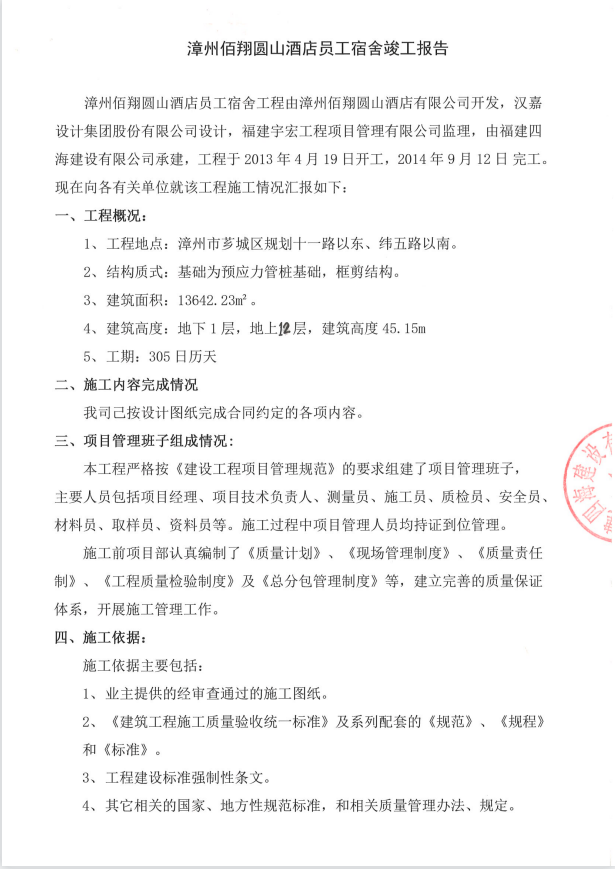 漳州佰翔圆山酒店员工宿舍竣工报告
漳州佰翔圆山酒店员工宿舍工程由漳州佰翔圆山酒店有限公司开发，汉嘉
设计集团股份有限公司设计，福建宇宏工程项目管理有限公司监理，由福建四
海建设有限公司承建，工程于 2013 年 4 月 19 日开工，2014 年 9 月 12 日 完工。
现在向各有关单位就该工程施工情况汇报如下：
一、工程概况：
1、工程地点：漳州市芗城区规划十一路以东、纬五路以南。
2、结构质式：基础为预应力管桩基础，框剪结构。
3、建筑面积：13642.23㎡。
4、建筑高度：地下 1 层，地上12层，建筑高度 45.15m
5、工期：305 日历天
二、施工内容完成情况
我司已按设计图纸完成合同约定的各项内容。
三、项目管理班子组成情况：
本工程严格按《建设工程项目管理规范》的要求组建了项目管理班子，
主要人员包括项目经理、项目技术负责人、测量员、施工员、质检员、安全员、
材料员、取样员、资料员等。施工过程中项目管理人员均持证到位管理。
施工前项目部认真编制了《质量计划》、《现场管理制度》、《质量责任
制》、《工程质量检验制度》及《总分包管理制度》等，建立完善的质量保证
体系，开展施工管理工作。
四、施工依据：
施工依据主要包括：
1、业主提供的经审查通过的施工图纸。
2、《建筑工程施工质量验收统一标准》及系列配套的《规范》、《规程》
和《标准》。
3、工程建设标准强制性条文。
4、其它相关的国家、地方性规范标准，和相关质量管理办法、规定。
四海建设有